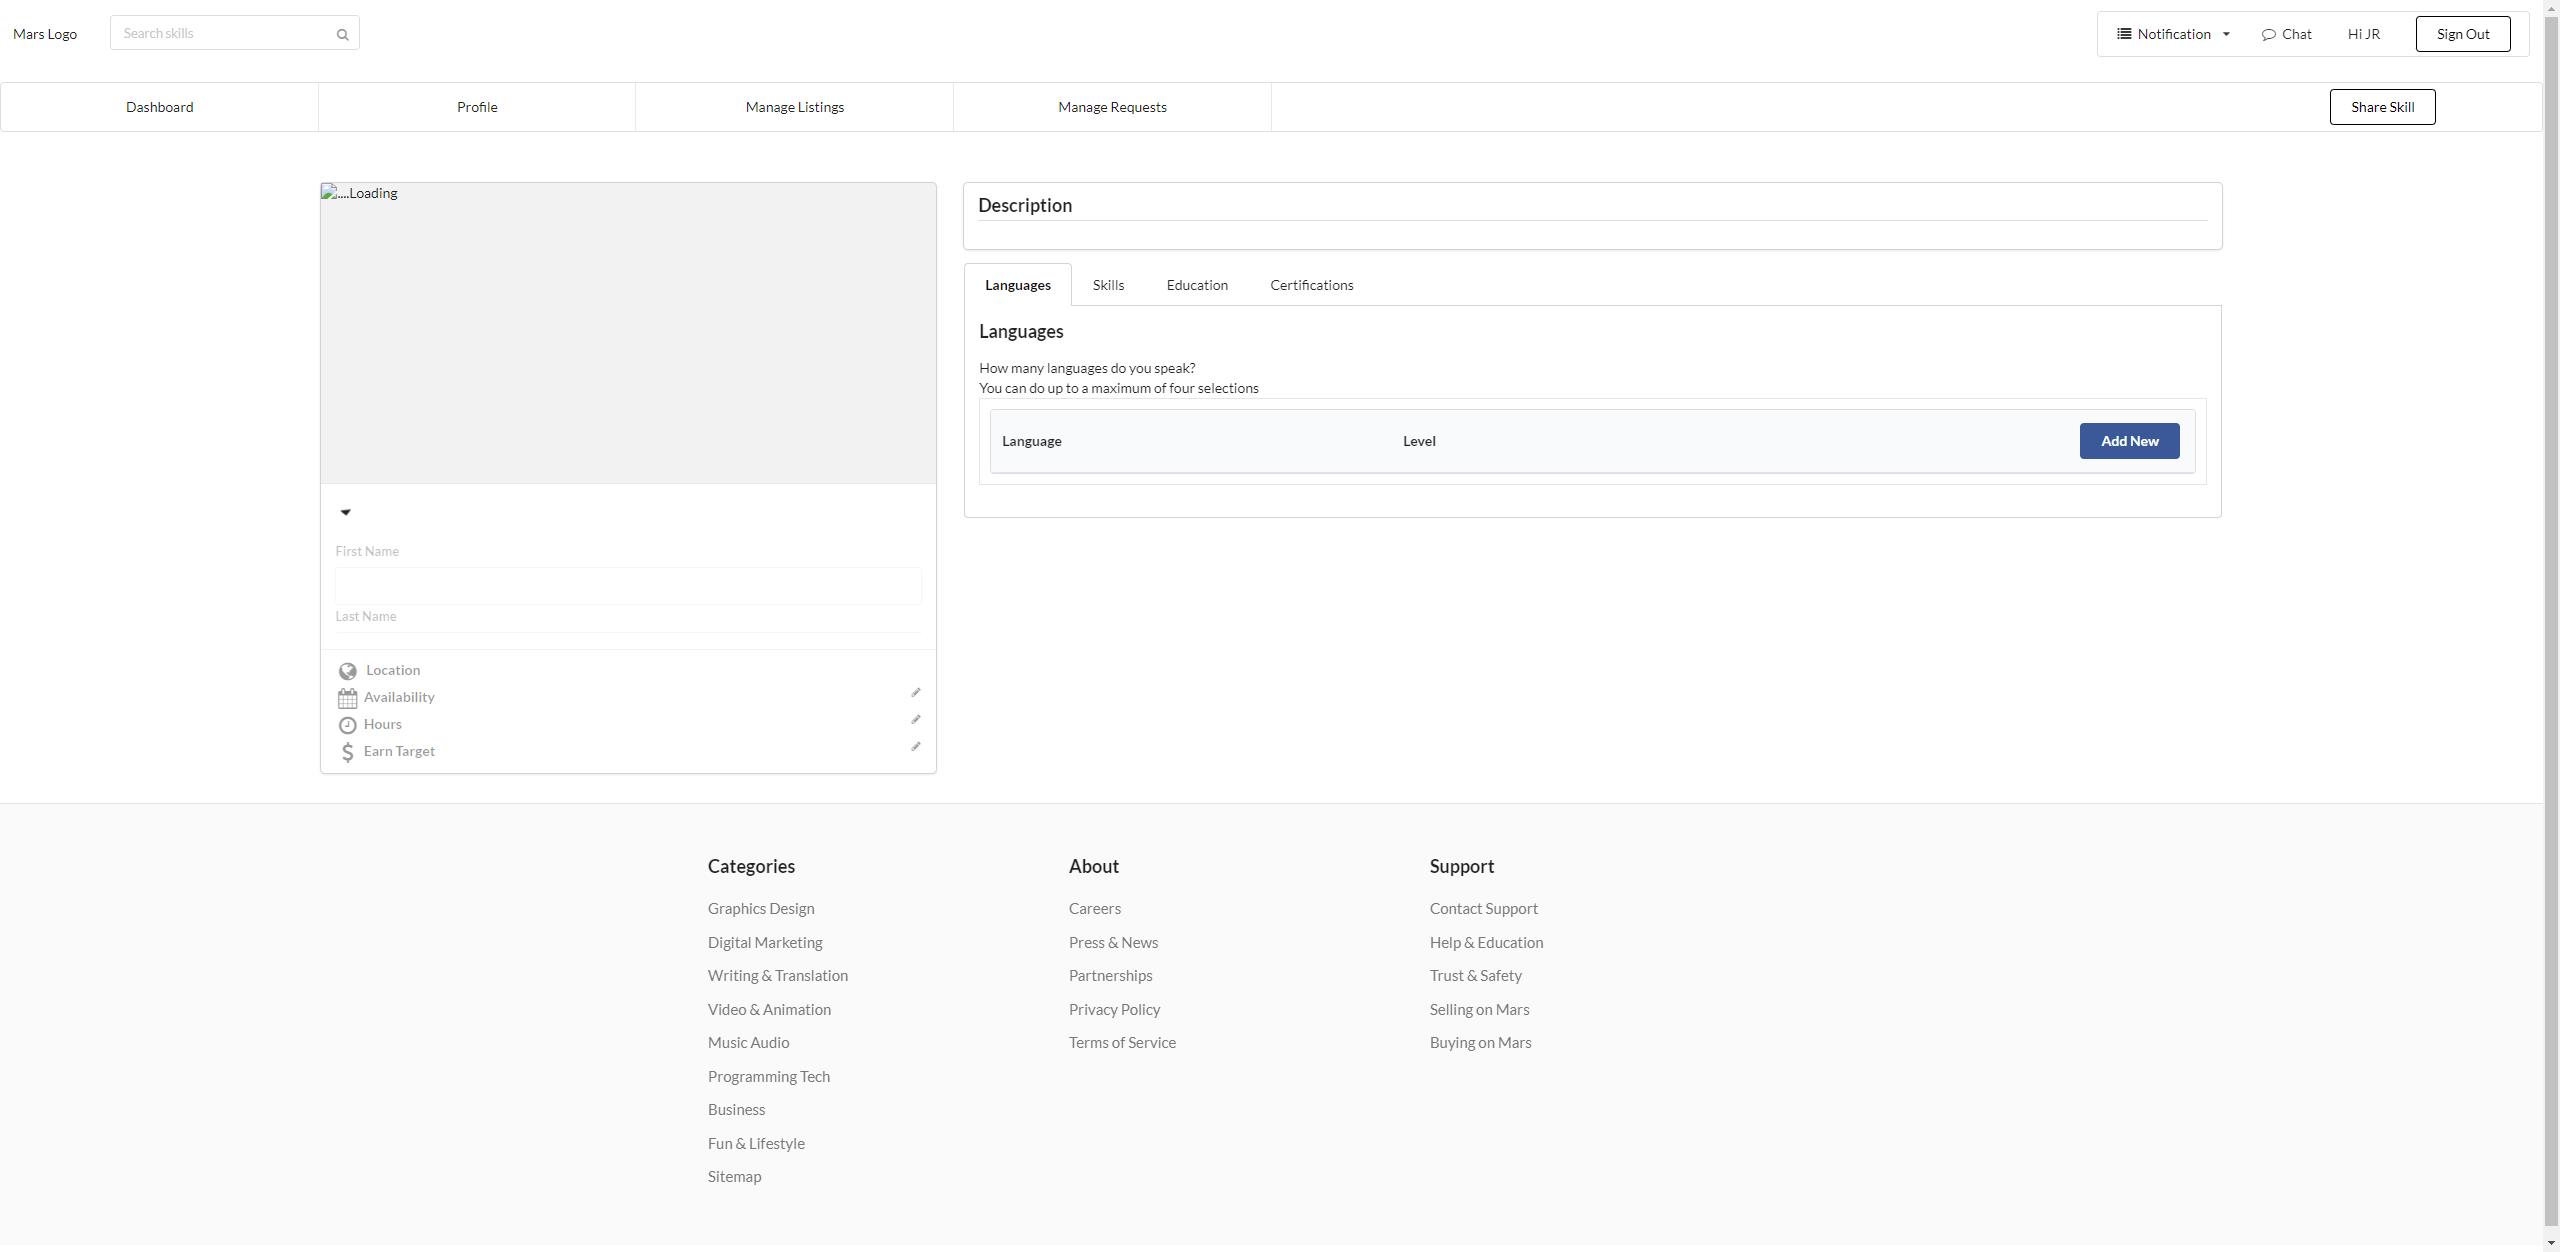 Mars Logo
Search skills
Notification
Chat
Hi JR
Sign Out
Dashboard
Profile
Manage Listings
Manage Requests
Share Skill
....Loading
First Name
Last Name
Location
Availability
Hours
Earn Target
Description
Languages
Skills
Education
Certifications
Languages
How many languages do you speak?
You can do up to a maximum of four selections
Language
Level
Add New
Categories
Graphics Design
Digital Marketing
Writing & Translation
Video & Animation
Music Audio
Programming Tech
Business
Fun & Lifestyle
Sitemap
About
Careers
Press & News
Partnerships
Privacy Policy
Terms of Service
Support
Contact Support
Help & Education
Trust & Safety
Selling on Mars
Buying on Mars